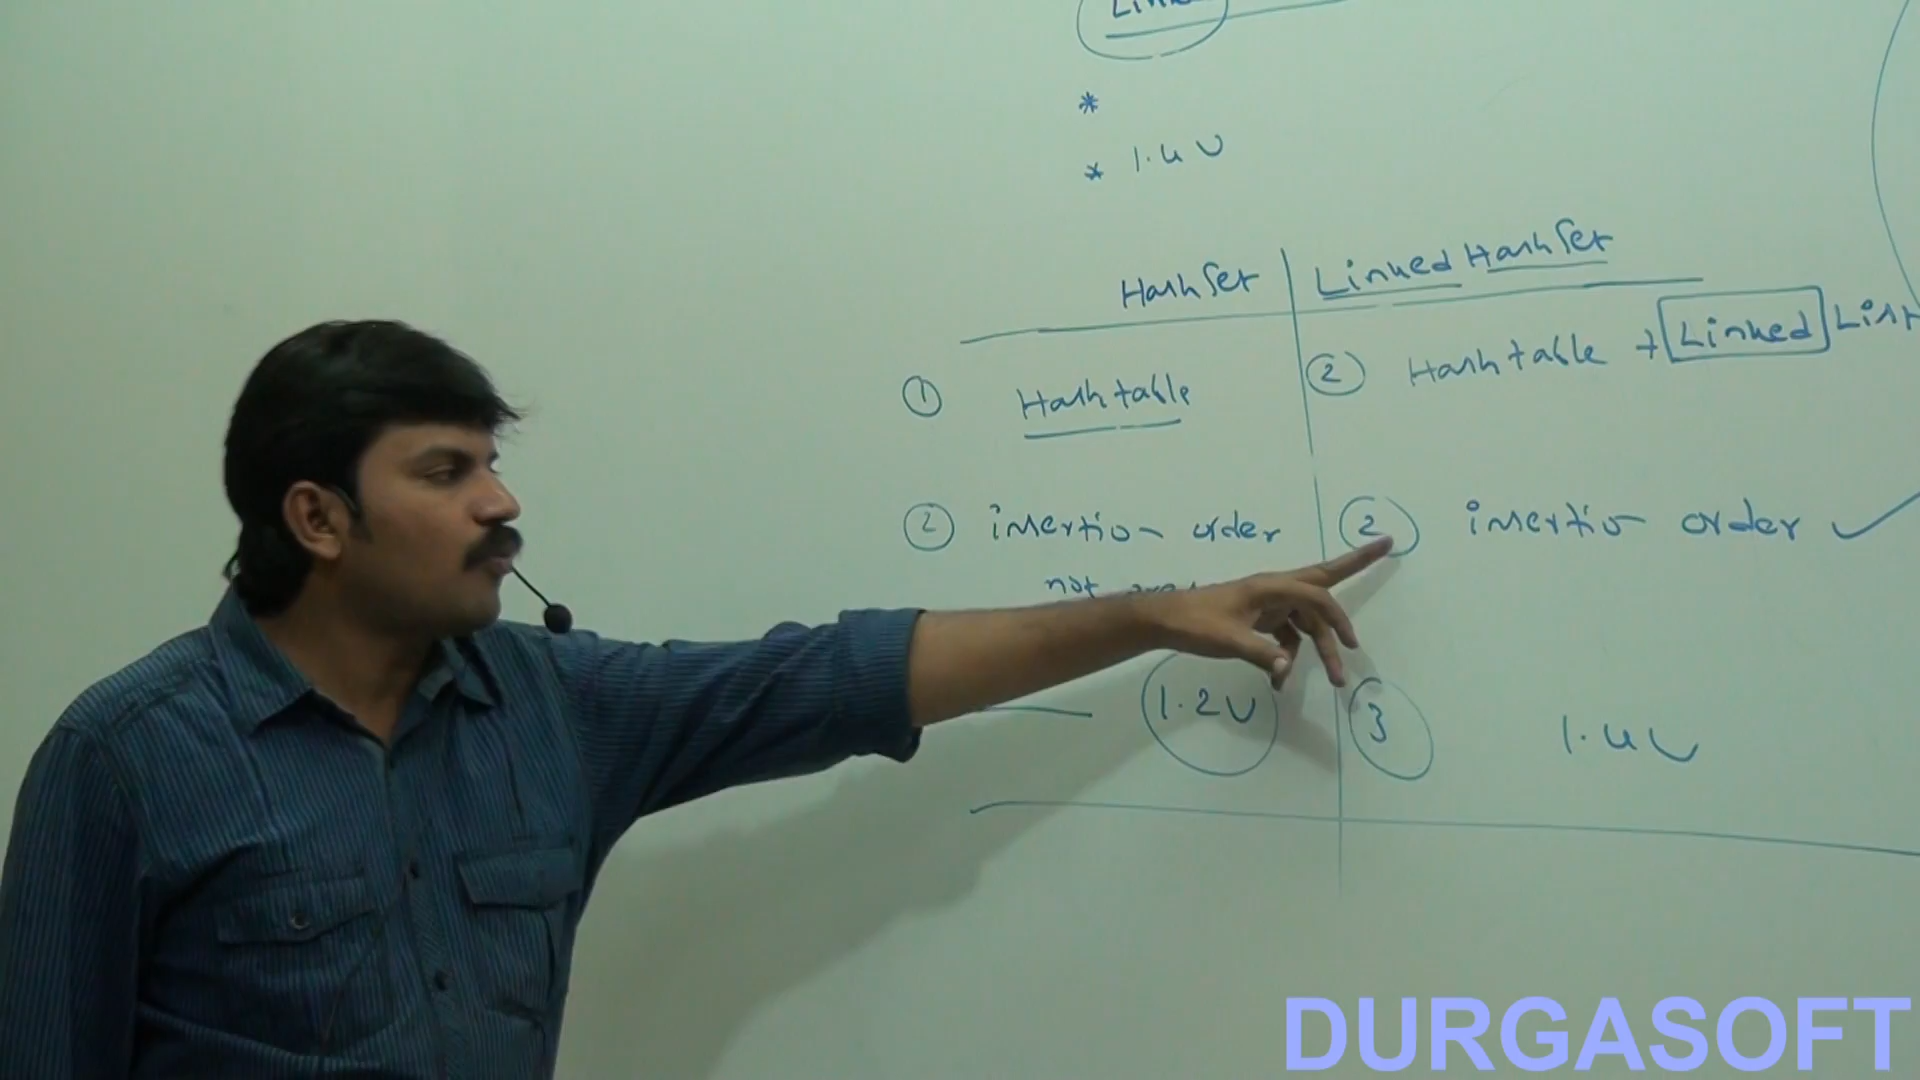 *
* 1.4 V
HashSet LinkedHashSet
① Hashtable ② Hashtable + Linked List
② insertion order ② insertion order ✓
not
1.2 V ③ 1.4 V
DURGASOFT